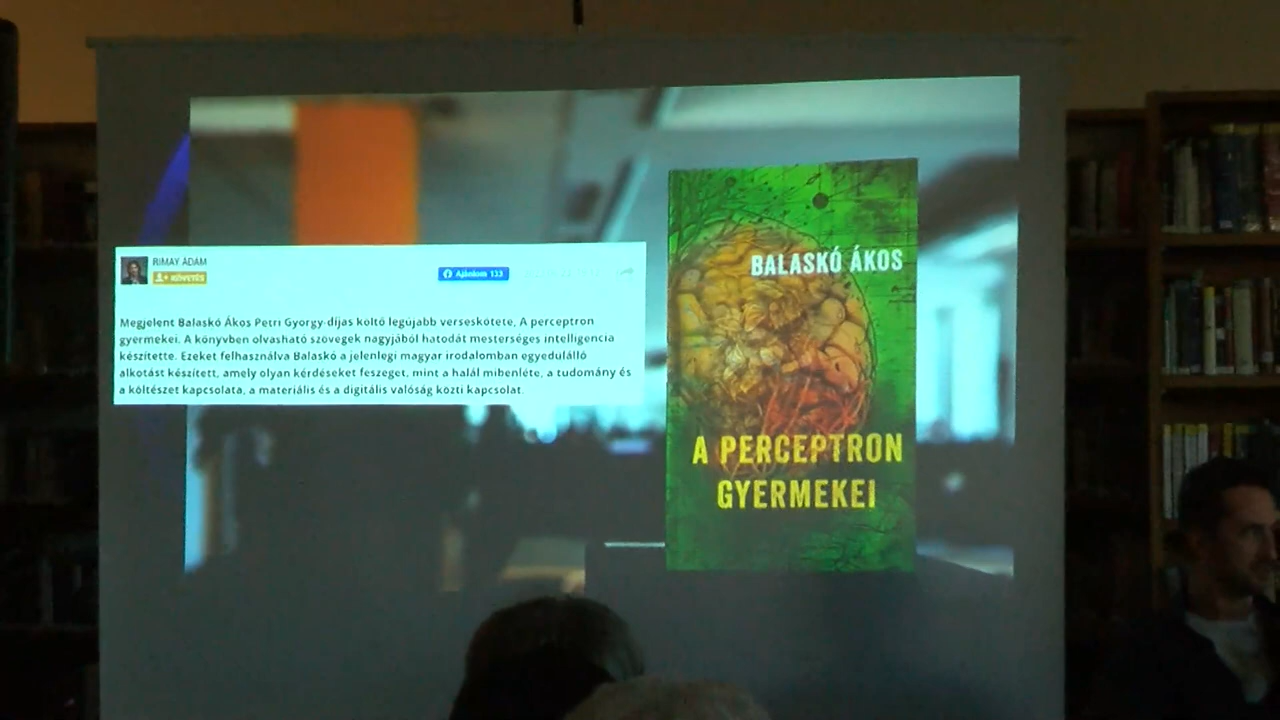 RIMAY ÁDÁM
KÖVETÉS
Ajánlom 133
Megjelent Balaskó Ákos Petri György-díjas költő legújabb verseskötete, A perceptron
gyermekei. A könyvben olvasható szövegek nagyjából hatodát mesterséges intelligencia
készítette. Ezeket felhasználva Balaskó a jelenlegi magyar irodalomban egyedülálló
alkotást készített, amely olyan kérdéseket feszeget, mint a halál mibenléte, a tudomány és
a költészet kapcsolata, a materiális és a digitális valóság közti kapcsolat.
BALASKÓ ÁKOS
A PERCEPTRON
GYERMEKEI